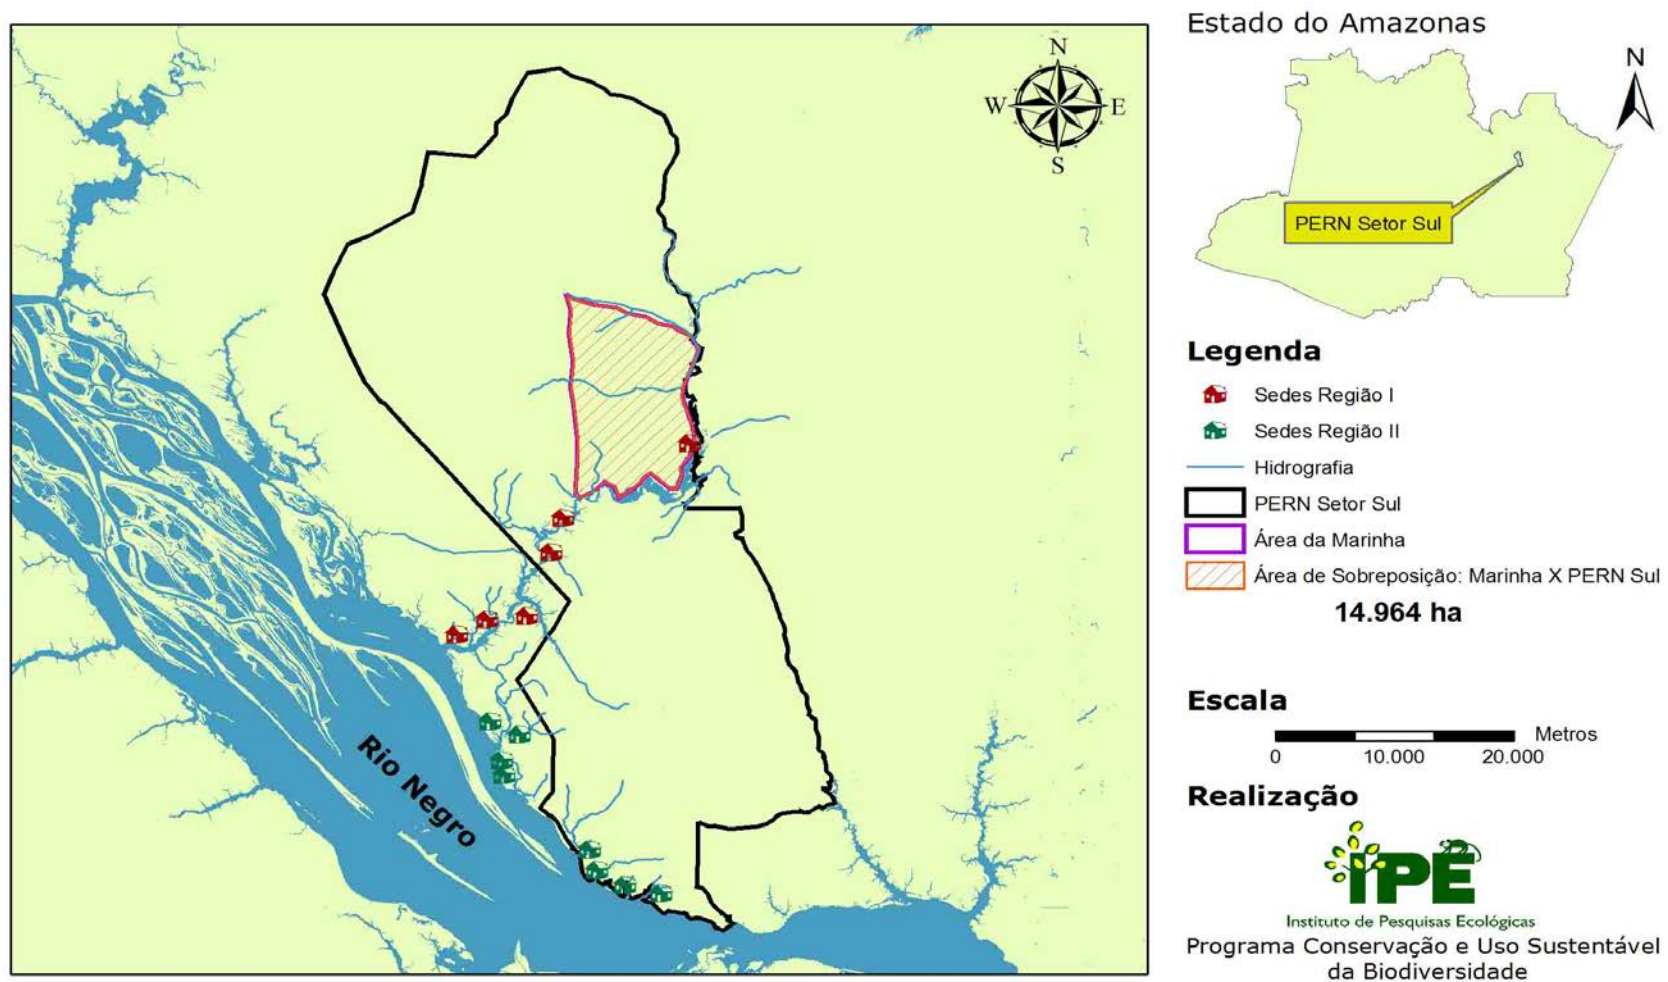 N
W
E
S
Rio Negro
Estado do Amazonas
N
PERN Setor Sul
Legenda
Sedes Região I
Sedes Região II
Hidrografia
PERN Setor Sul
Área da Marinha
Área de Sobreposição: Marinha X PERN Sul
14.964 ha
Escala
Metros
0 10.000 20.000
Realização
IPÊ
Instituto de Pesquisas Ecológicas
Programa Conservação e Uso Sustentável
da Biodiversidade